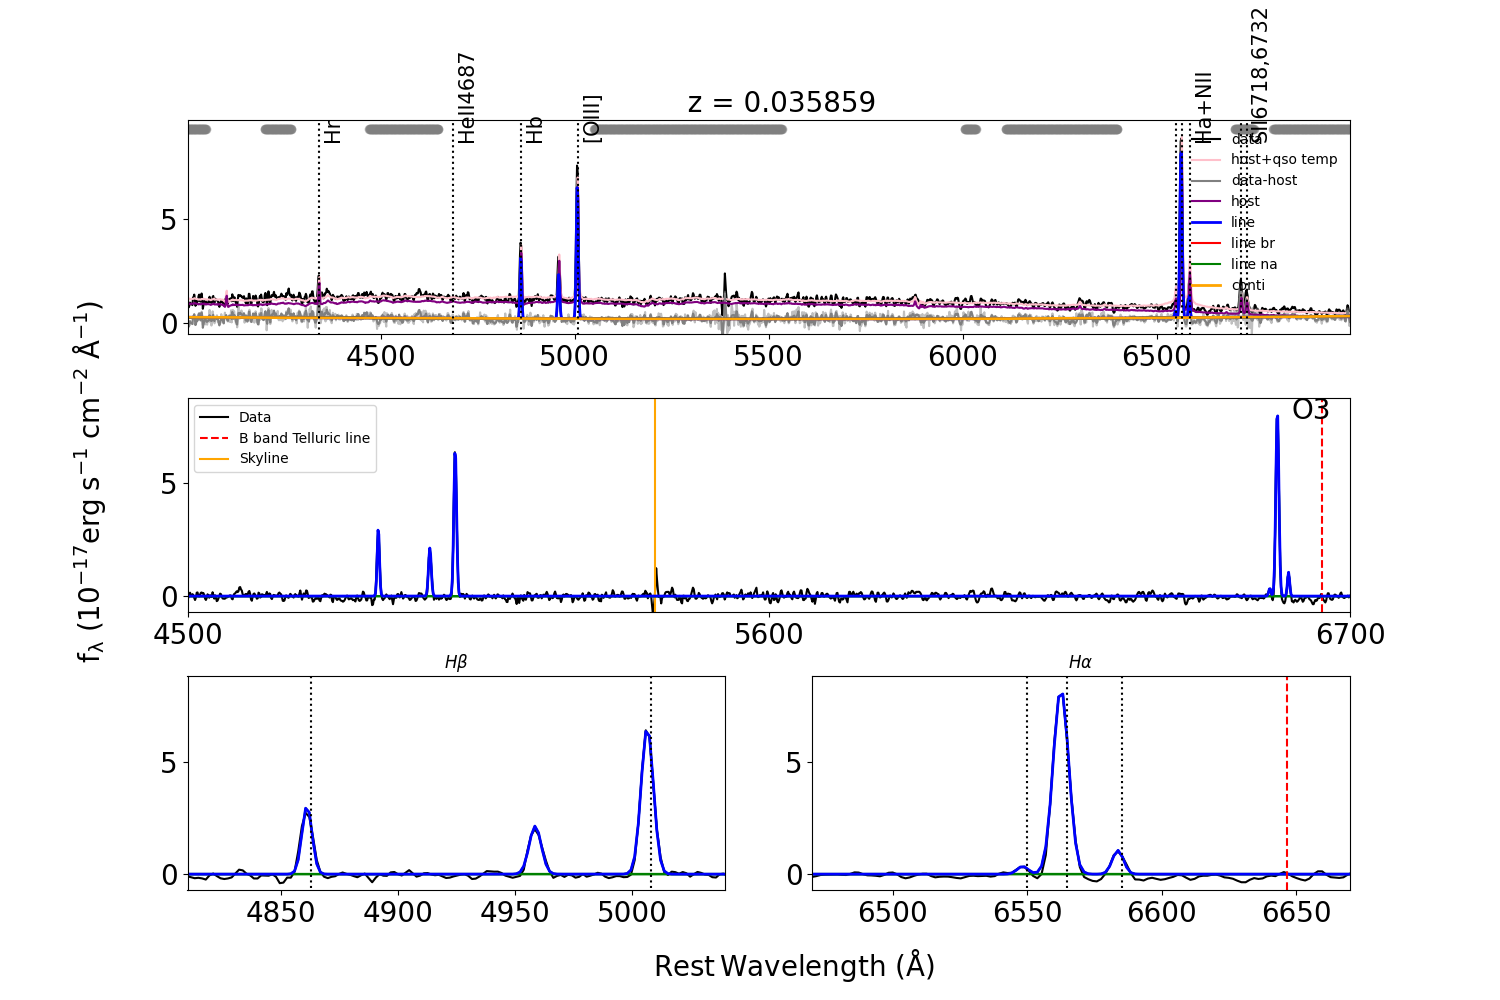 z = 0.035859
Hr
HeII4687
Hb
[OIII]
Ha+NII
SII6718,6732
data
host+qso temp
data-host
host
line
line br
line na
conti
5
0
4500
5000
5500
6000
6500
fλ (10−17erg s−1 cm−2 Å−1)
Data
B band Telluric line
Skyline
O3
5
0
4500
5600
6700
Hβ
5
0
4850
4900
4950
5000
Hα
5
0
6500
6550
6600
6650
Rest Wavelength (Å)